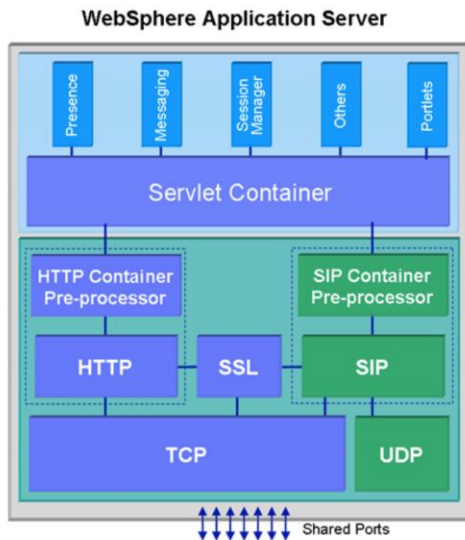 WebSphere Application Server
Presence
Messaging
Session
Manager
Others
Portlets
Servlet Container
HTTP Container
Pre-processor
SIP Container
Pre-processor
HTTP
SSL
SIP
TCP
UDP
Shared Ports